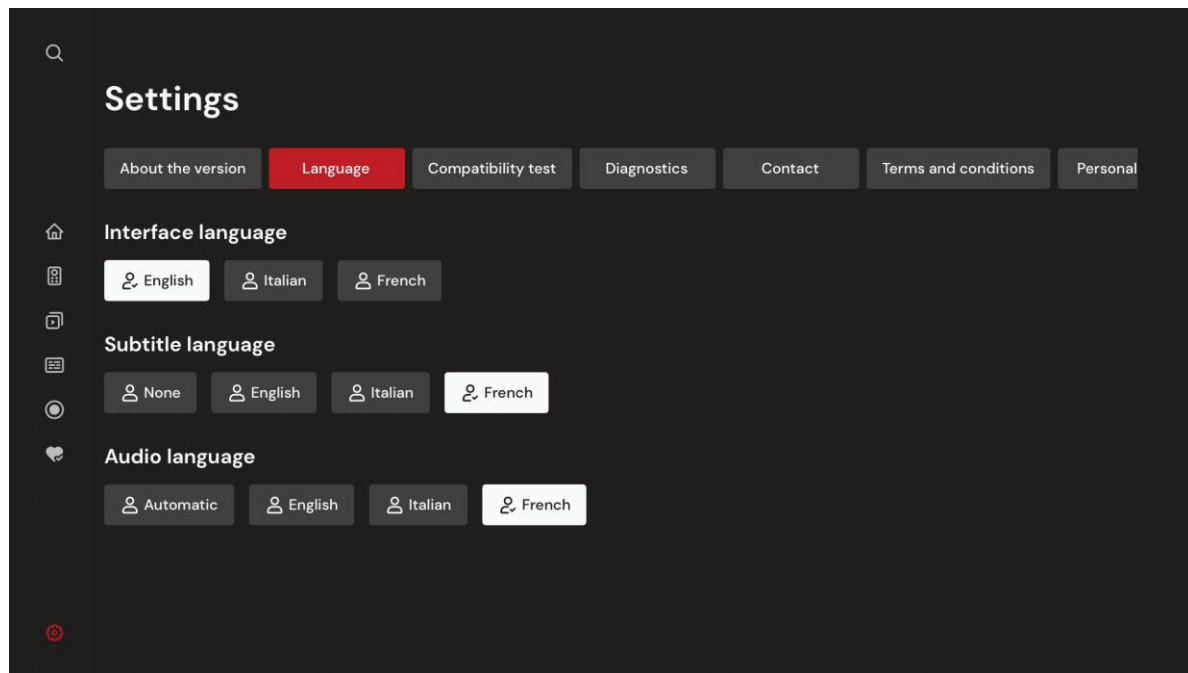 Settings
About the version Language Compatibility test Diagnostics Contact Terms and conditions Personal
Interface language
English Italian French
Subtitle language
None English Italian French
Audio language
Automatic English Italian French